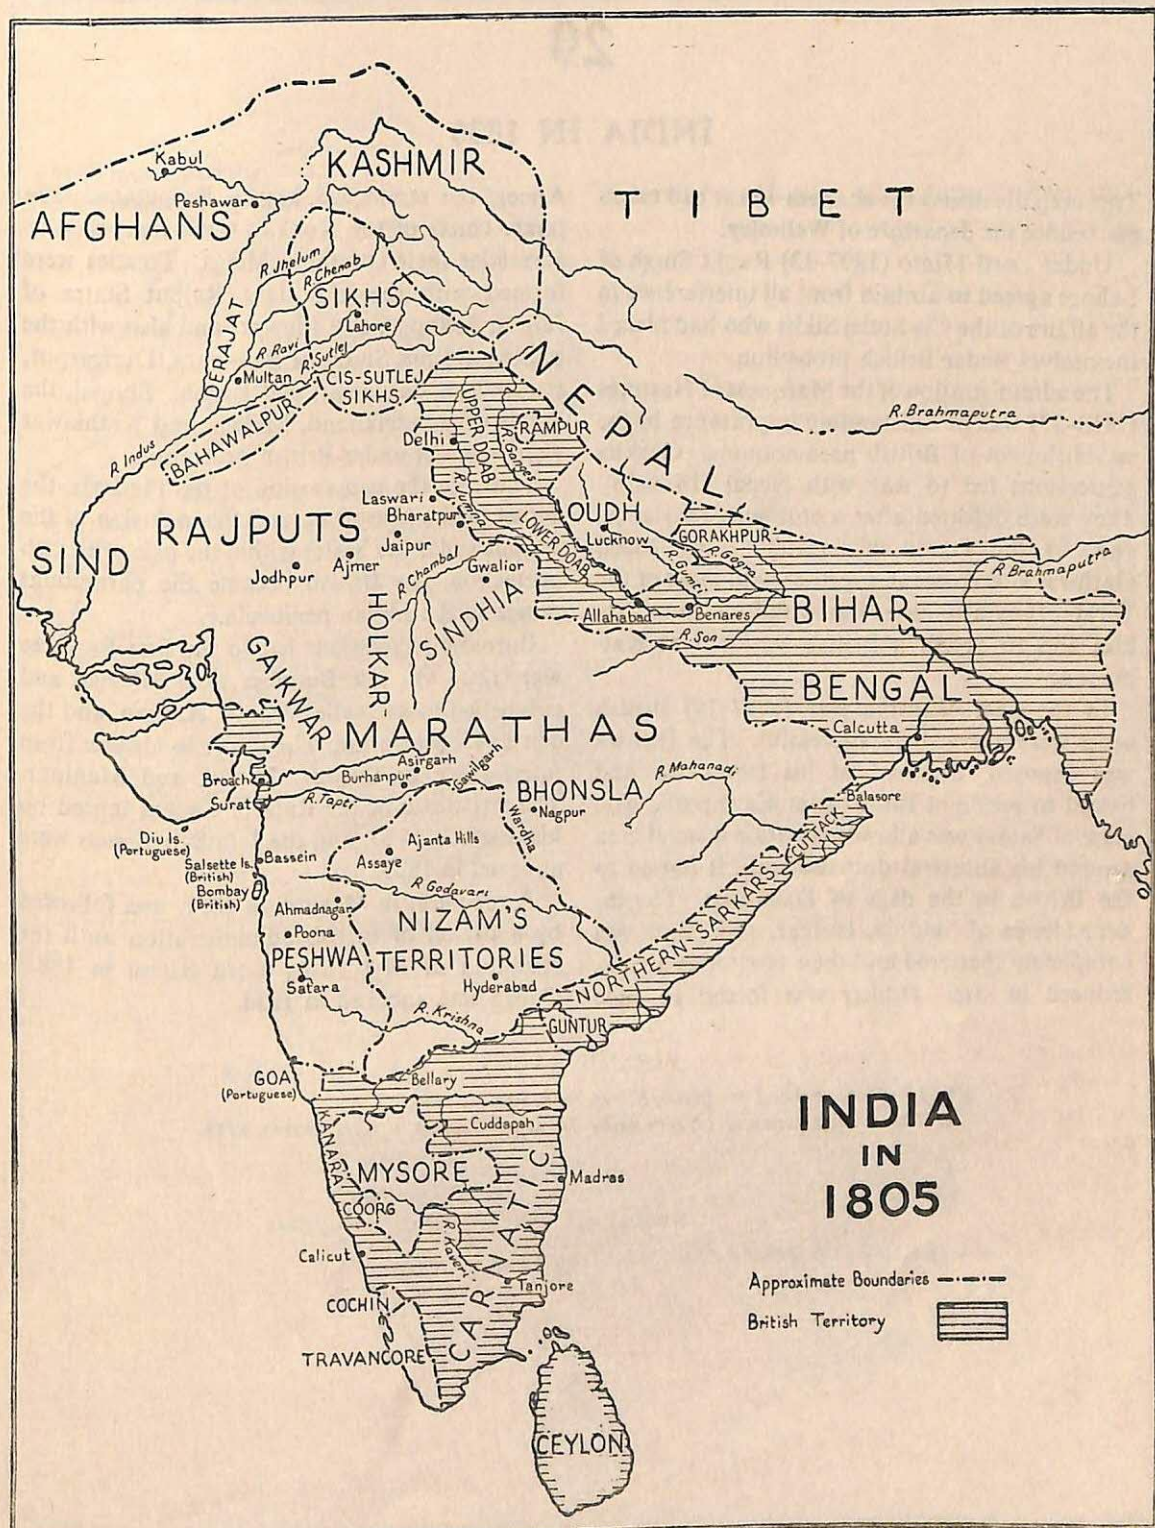 INDIA
IN
1805
Approximate Boundaries
British Territory
TIBET
KASHMIR
Kabul
Peshawar
AFGHANS
R. Jhelum
R. Chenab
SIKHS
Lahore
DERAJAT
R. Ravi
R. Sutlej
Multan
CIS-SUTLEJ
SIKHS
BAHAWALPUR
R. Indus
NEPAL
R. Brahmaputra
UPPER DOAB
Delhi
R. Ganges
RAMPUR
R. Jumna
Laswari
Bharatpur
RAJPUTS
SIND
Jaipur
Ajmer
Jodhpur
R. Chambal
Gwalior
LOWER DOAB
OUDH
Lucknow
GORAKHPUR
R. Gogra
R. Gumti
R. Brahmaputra
Allahabad
Benares
BIHAR
R. Son
HOLKAR
SINDHIA
GAIKWAR
BENGAL
Calcutta
MARATHAS
Asirgarh
Burhanpur
Gawilgarh
Broach
Surat
R. Tapti
BHONSLA
Nagpur
Wardha
R. Mahanadi
Balasore
CUTTACK
Diu Is.
(Portuguese)
Salsette Is.
(British)
Bassein
Bombay
(British)
Ajanta Hills
Assaye
R. Godavari
Ahmadnagar
Poona
PESHWA
Satara
NIZAM'S
TERRITORIES
Hyderabad
NORTHERN SARKARS
R. Krishna
GUNTUR
GOA
(Portuguese)
Bellary
KANARA
Cuddapah
MYSORE
Madras
COORG
CARNATIC
R. Kaveri
Calicut
Tanjore
COCHIN
TRAVANCORE
CEYLON